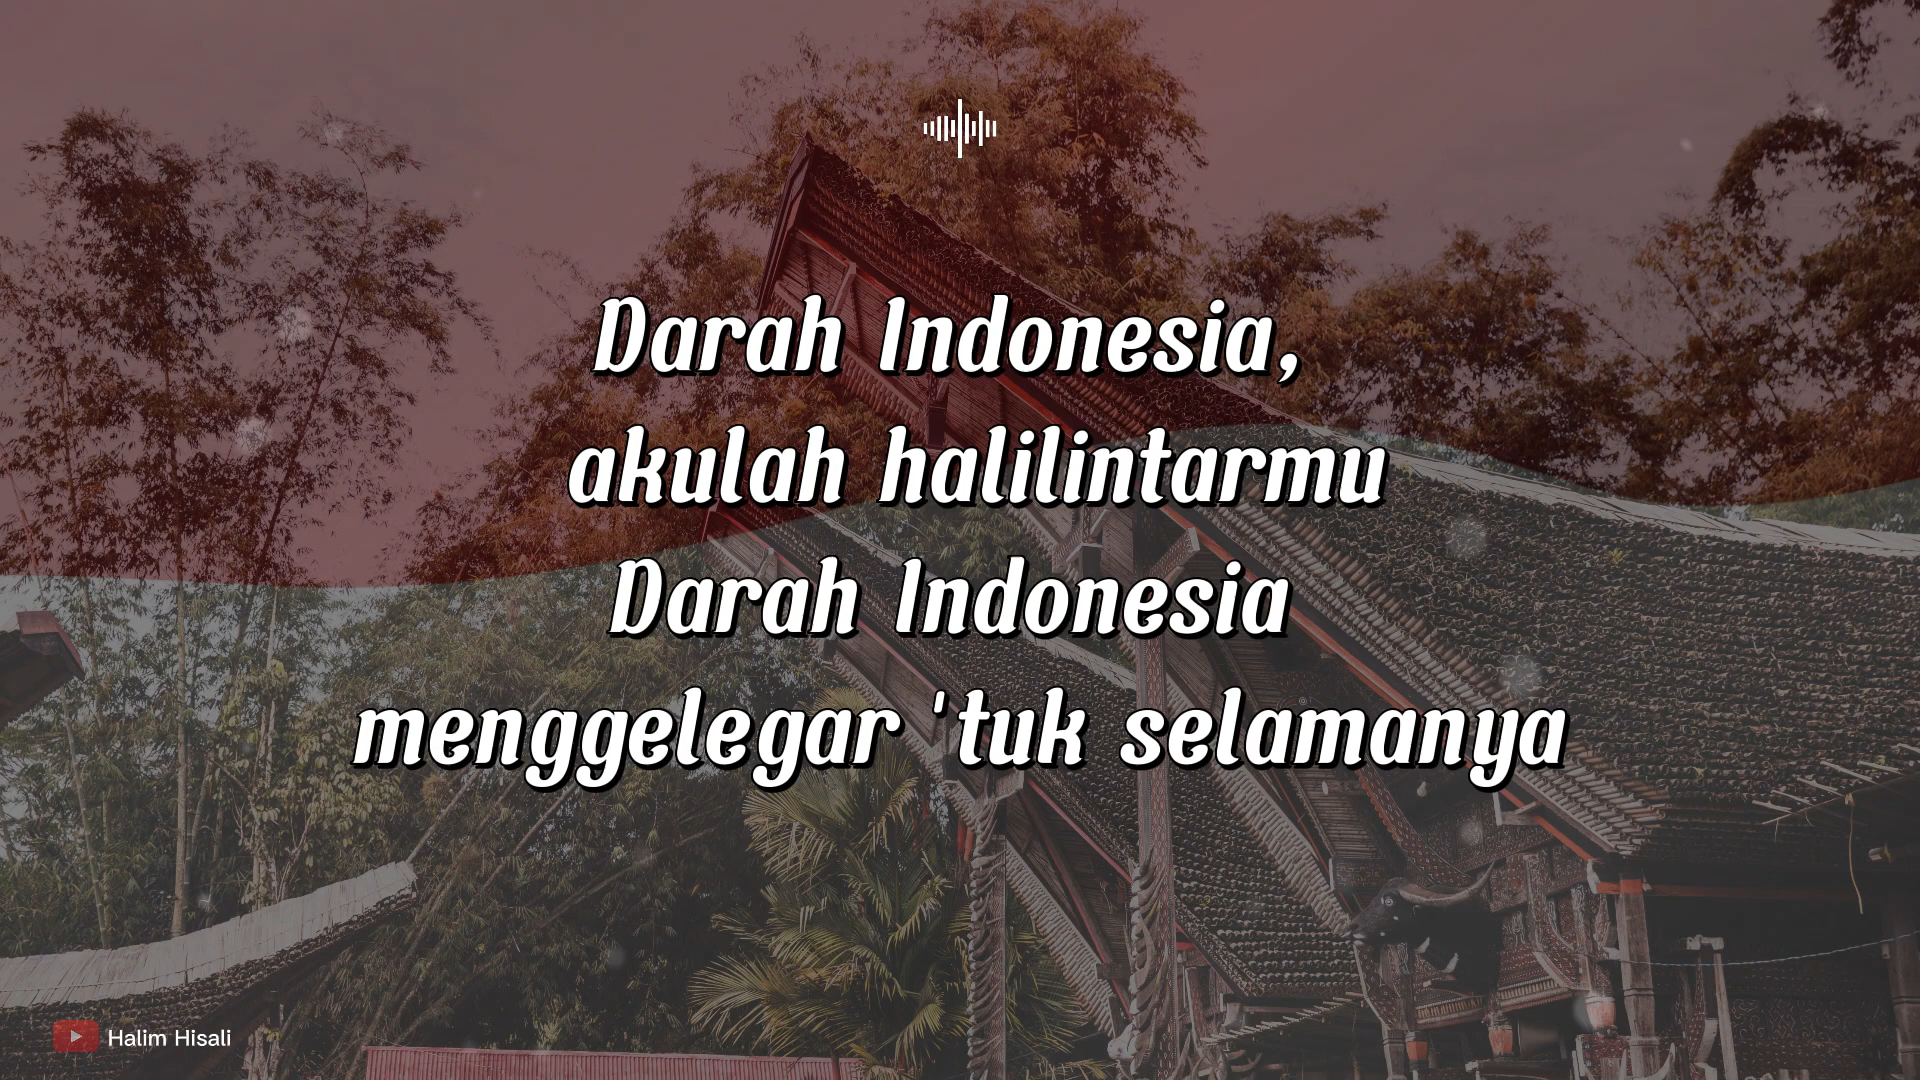 Darah Indonesia,
akulah halilintarmu
Darah Indonesia
menggelegar 'tuk selamanya
Halim Hisali